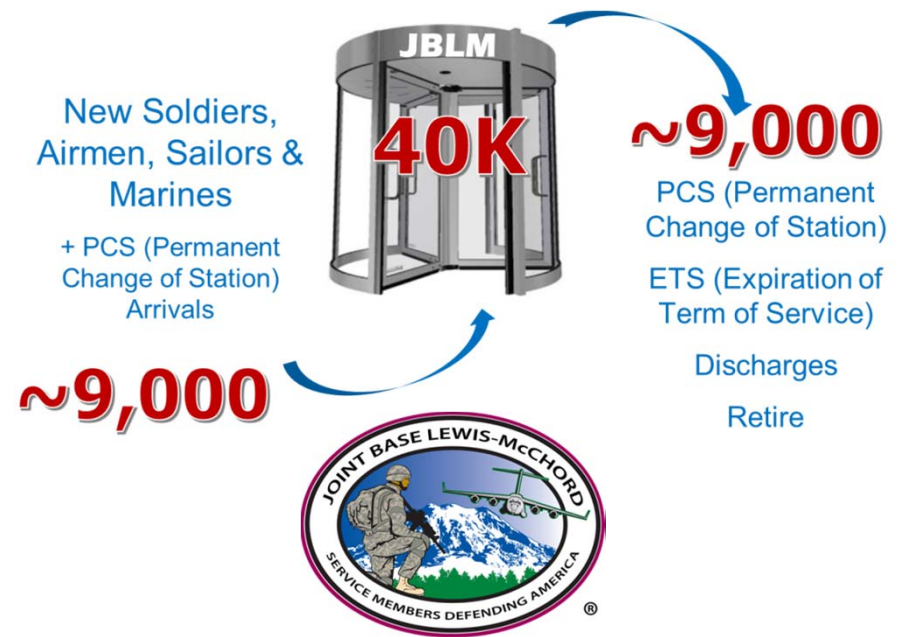 JBLM
40K
New Soldiers,
Airmen, Sailors &
Marines
+ PCS (Permanent
Change of Station)
Arrivals
~9,000
~9,000
PCS (Permanent
Change of Station)
ETS (Expiration of
Term of Service)
Discharges
Retire
JOINT BASE LEWIS-McCHORD
SERVICE MEMBERS DEFENDING AMERICA
®